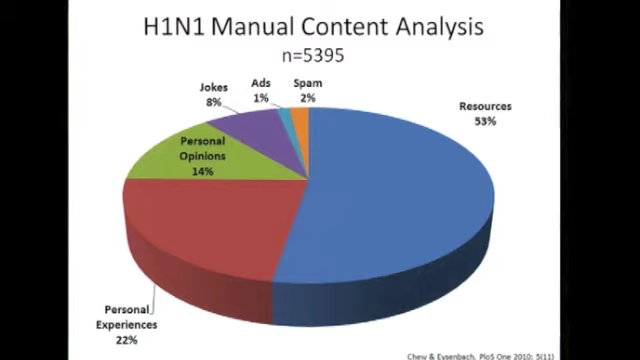 H1N1 Manual Content Analysis
n=5395
Jokes
8%
Ads
1%
Spam
2%
Resources
53%
Personal
Opinions
14%
Personal
Experiences
22%
Chew & Eysenbach, PloS One 2010; 5(11)